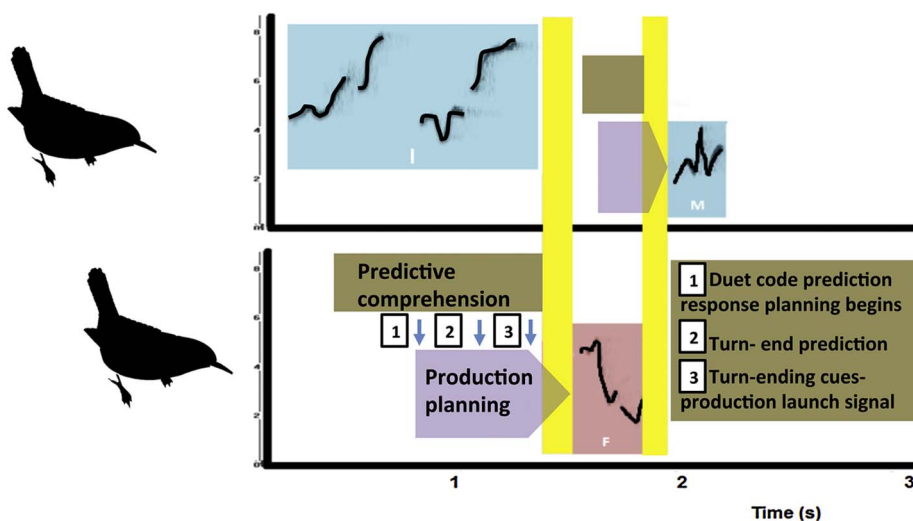 8
6
4
2
I
M
8
6
4
2
0
Predictive
comprehension
1
2
3
Production
planning
F
1 Duet code prediction
response planning begins
2 Turn- end prediction
3 Turn-ending cues-
production launch signal
1
2
3
Time (s)